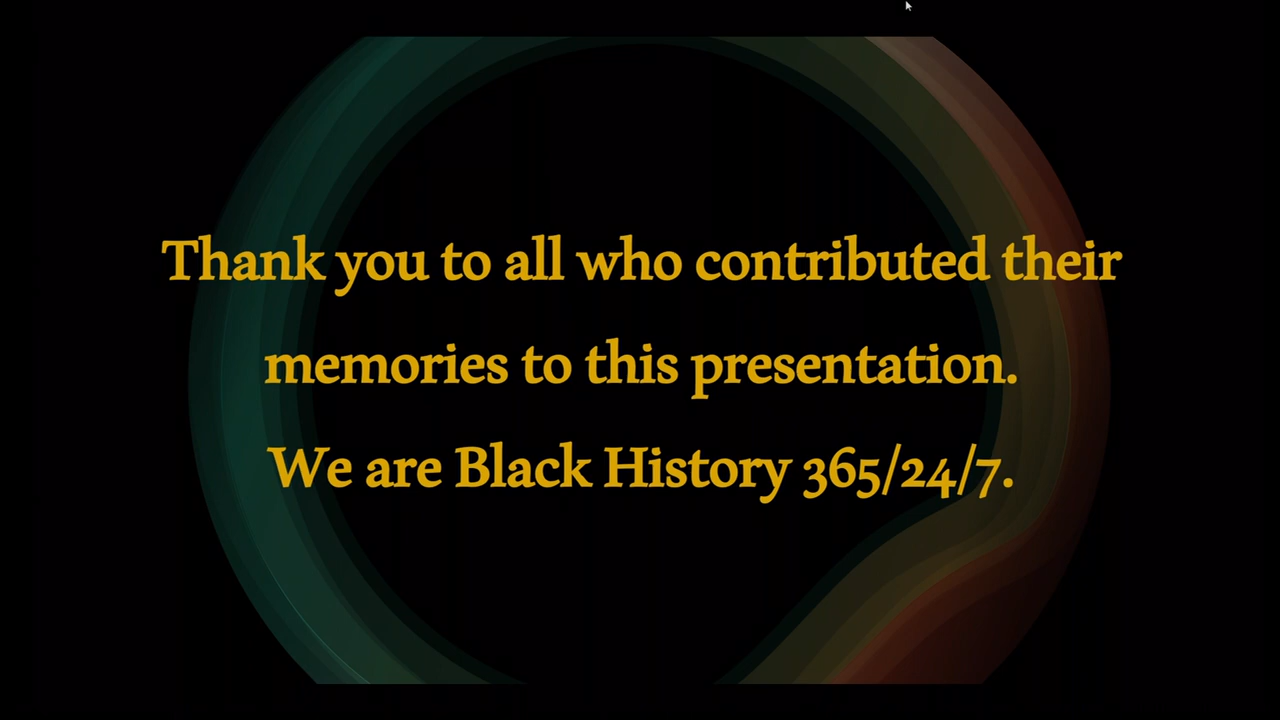 Thank you to all who contributed their
memories to this presentation.
We are Black History 365/24/7.